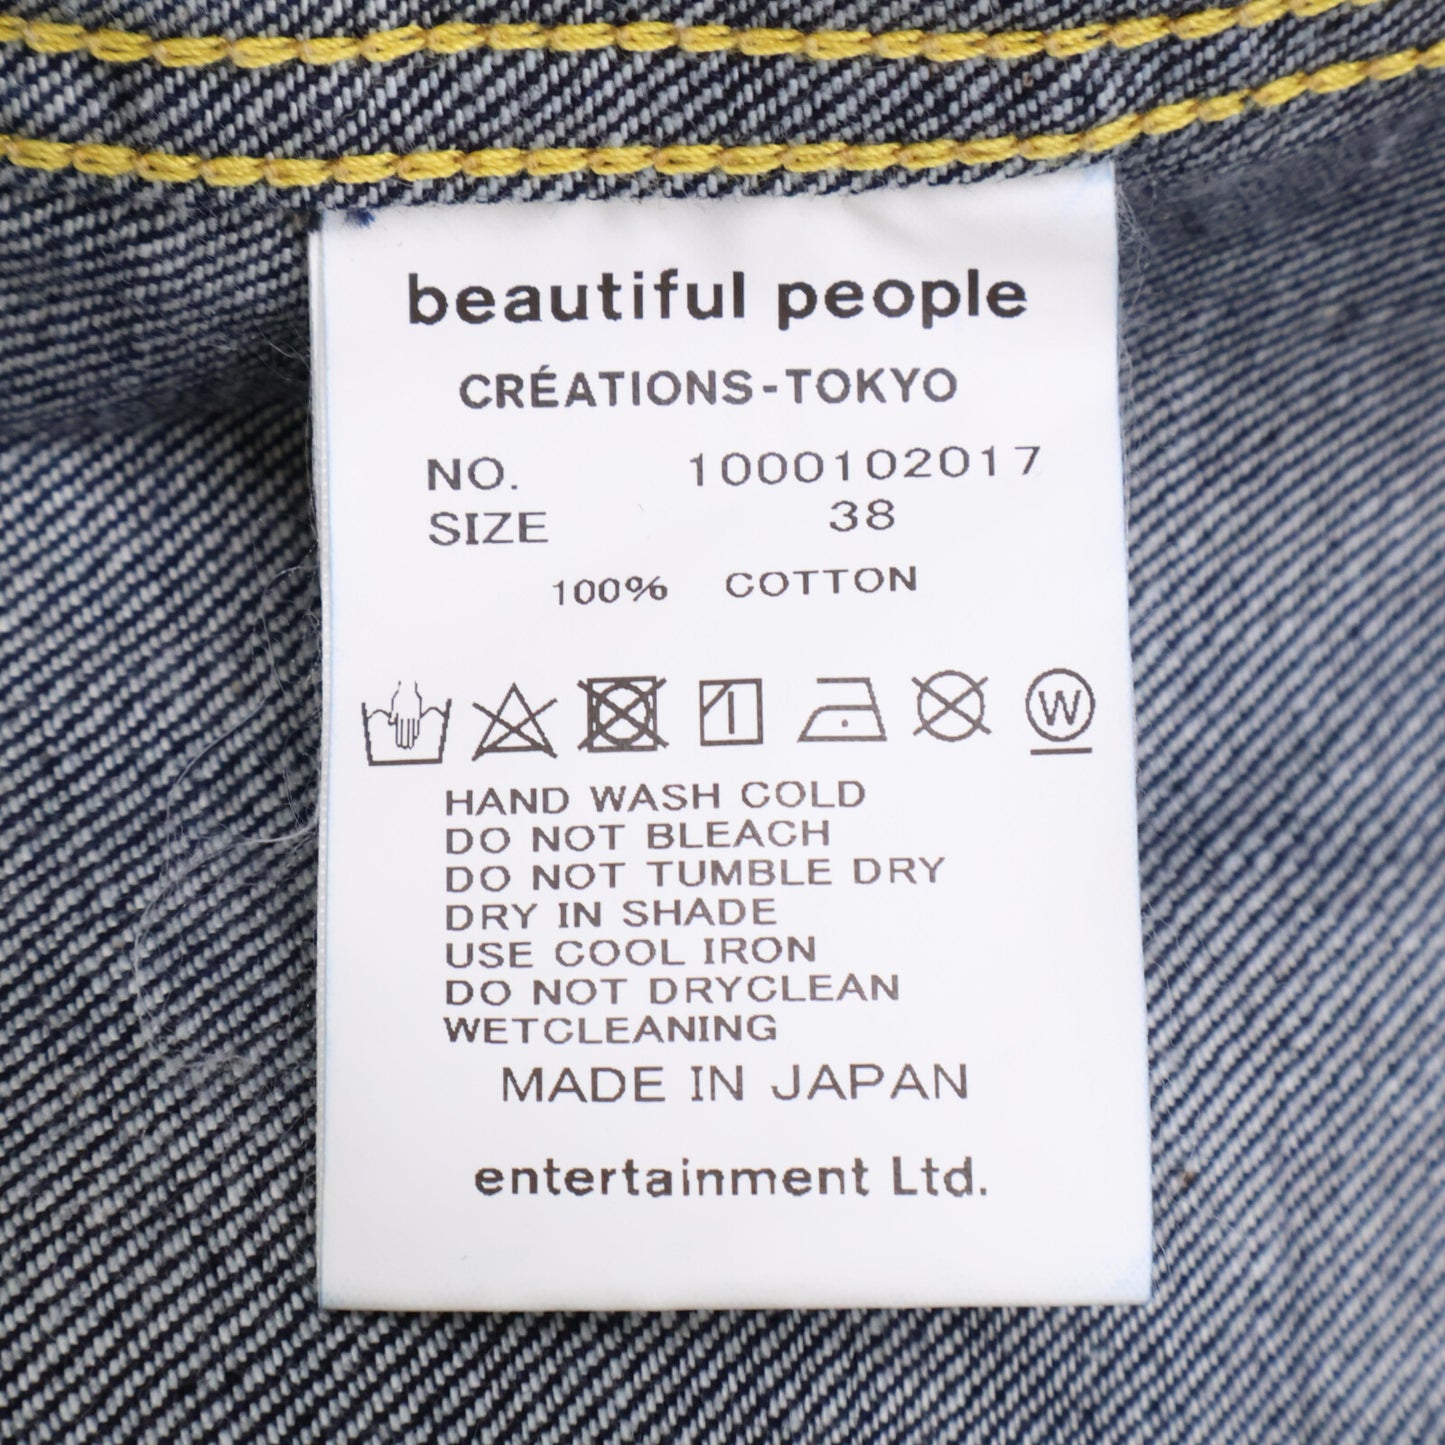 beautiful people
CRÉATIONS-TOKYO
NO. 1000102017
SIZE 38
100% COTTON
W
HAND WASH COLD
DO NOT BLEACH
DO NOT TUMBLE DRY
DRY IN SHADE
USE COOL IRON
DO NOT DRYCLEAN
WETCLEANING
MADE IN JAPAN
entertainment Ltd.